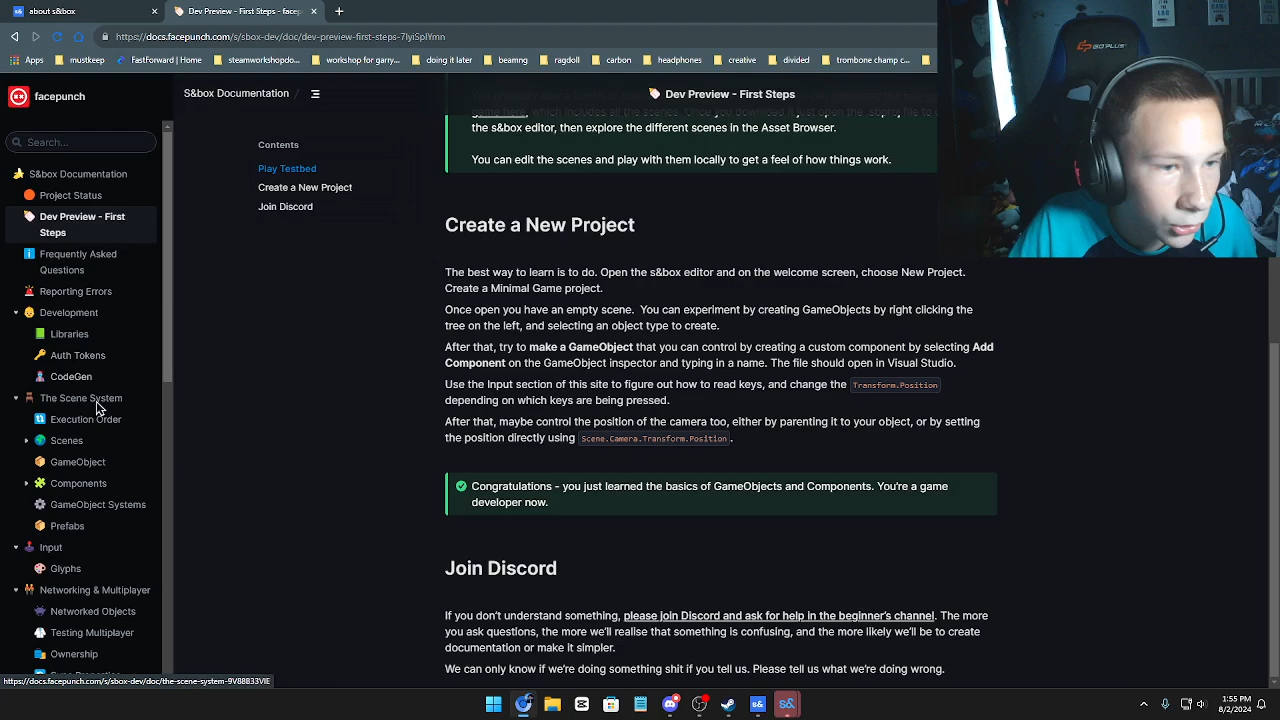 about s&box
Dev Preview - First Steps - facep
https://docs.facepunch.com/s/sbox-dev/doc/dev-preview-first-steps-7lyiSplYmn
Apps
mustkeep
FastForward | Home
steamworkshopdo...
workshop for garry...
doing it later
beamng
ragdoll
carbon
headphones
creative
divided
trombone champ c...
facepunch
S&box Documentation /
Dev Preview - First Steps
Search...
S&box Documentation
Project Status
Dev Preview - First
Steps
Frequently Asked
Questions
Reporting Errors
Development
Libraries
Auth Tokens
CodeGen
The Scene System
Execution Order
Scenes
GameObject
Components
GameObject Systems
Prefabs
Input
Glyphs
Networking & Multiplayer
Networked Objects
Testing Multiplayer
Ownership
Contents
Play Testbed
Create a New Project
Join Discord
the s&box editor, then explore the different scenes in the Asset Browser.
You can edit the scenes and play with them locally to get a feel of how things work.
Create a New Project
The best way to learn is to do. Open the s&box editor and on the welcome screen, choose New Project.
Create a Minimal Game project.
Once open you have an empty scene.  You can experiment by creating GameObjects by right clicking the
tree on the left, and selecting an object type to create.
After that, try to make a GameObject that you can control by creating a custom component by selecting Add
Component on the GameObject inspector and typing in a name. The file should open in Visual Studio.
Use the Input section of this site to figure out how to read keys, and change the Transform.Position
depending on which keys are being pressed.
After that, maybe control the position of the camera too, either by parenting it to your object, or by setting
the position directly using Scene.Camera.Transform.Position .
Congratulations - you just learned the basics of GameObjects and Components. You're a game
developer now.
Join Discord
If you don't understand something, please join Discord and ask for help in the beginner's channel. The more
you ask questions, the more we'll realise that something is confusing, and the more likely we'll be to create
documentation or make it simpler.
We can only know if we're doing something shit if you tell us. Please tell us what we're doing wrong.
https://docs.facepunch.com/s/sbox-dev/doc/the-scene-system-9V88B33VIE
GOPLUS
1:55 PM
8/2/2024